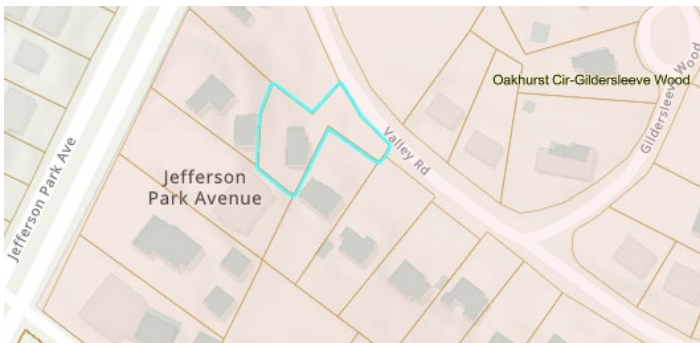 Oakhurst Cir-Gildersleeve Wood
Gildersleeve Wood
Valley Rd
Jefferson Park Ave
Jefferson
Park Avenue